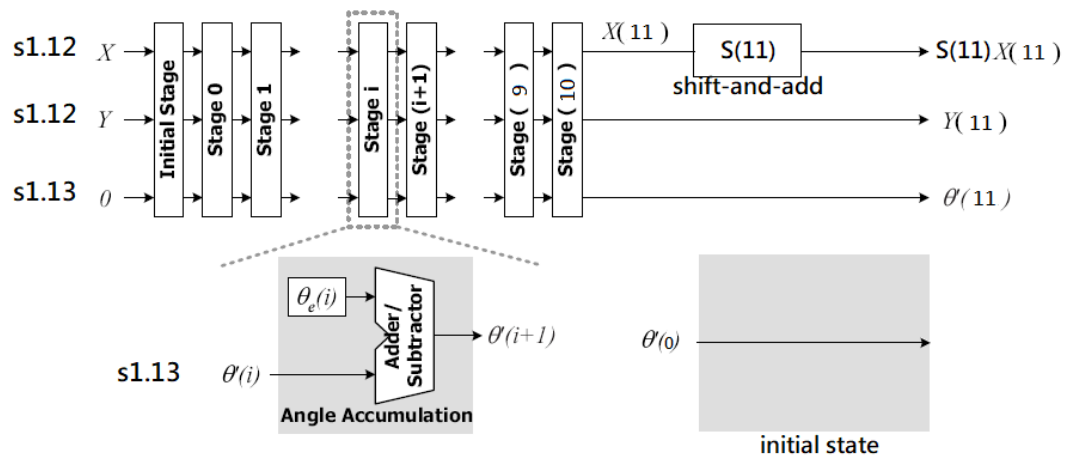 s1.12 X Initial Stage Stage 0 Stage 1 Stage i Stage (i+1) Stage ( 9 ) Stage ( 10 ) X( 11 ) S(11) S(11)X( 11 )
shift-and-add
s1.12 Y Y( 11 )
s1.13 0 θ'( 11 )
θe(i)
Adder/
Subtractor
θ'(i+1)
θ'(0)
s1.13 θ'(i)
Angle Accumulation
initial state